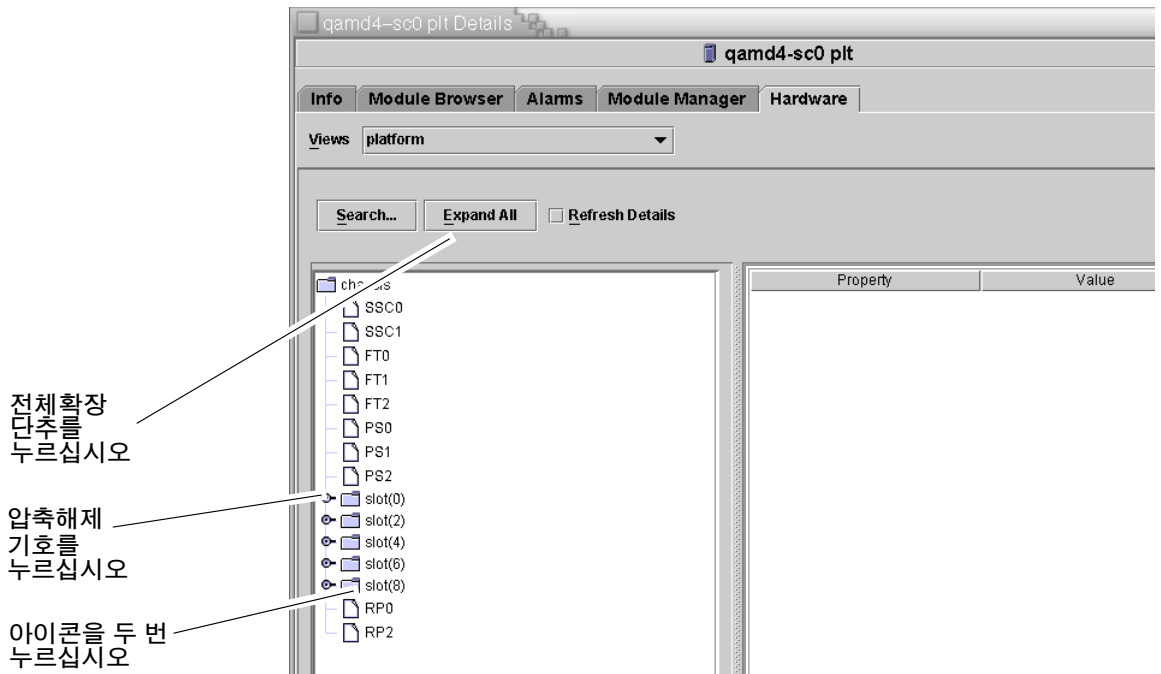 qamd4–sc0 plt Details
qamd4-sc0 plt
Info Module Browser Alarms Module Manager Hardware
Views platform
Search... Expand All Refresh Details
Property Value
SSC0
SSC1
FT0
FT1
FT2
PS0
PS1
PS2
slot(0)
slot(2)
slot(4)
slot(6)
slot(8)
RP0
RP2
전체확장
단추를
누르십시오
압축해제
기호를
누르십시오
아이콘을 두 번
누르십시오